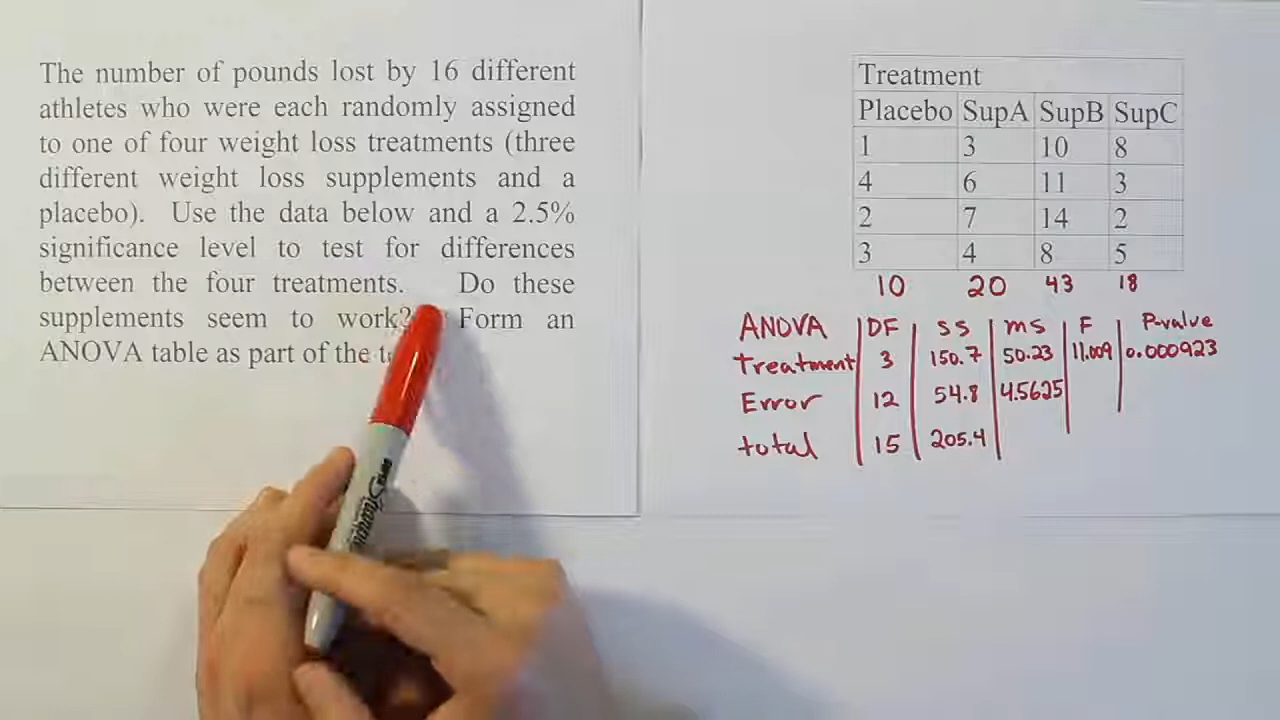 The number of pounds lost by 16 different
athletes who were each randomly assigned
to one of four weight loss treatments (three
different weight loss supplements and a
placebo). Use the data below and a 2.5%
significance level to test for differences
between the four treatments. Do these
supplements seem to work? Form an
ANOVA table as part of the
Treatment
Placebo SupA SupB SupC
1 3 10 8
4 6 11 3
2 7 14 2
3 4 8 5
10 20 43 18
ANOVA DF SS MS F P-value
Treatment 3 150.7 50.23 11.009 0.000923
Error 12 54.8 4.5625
total 15 205.4
Sharpie